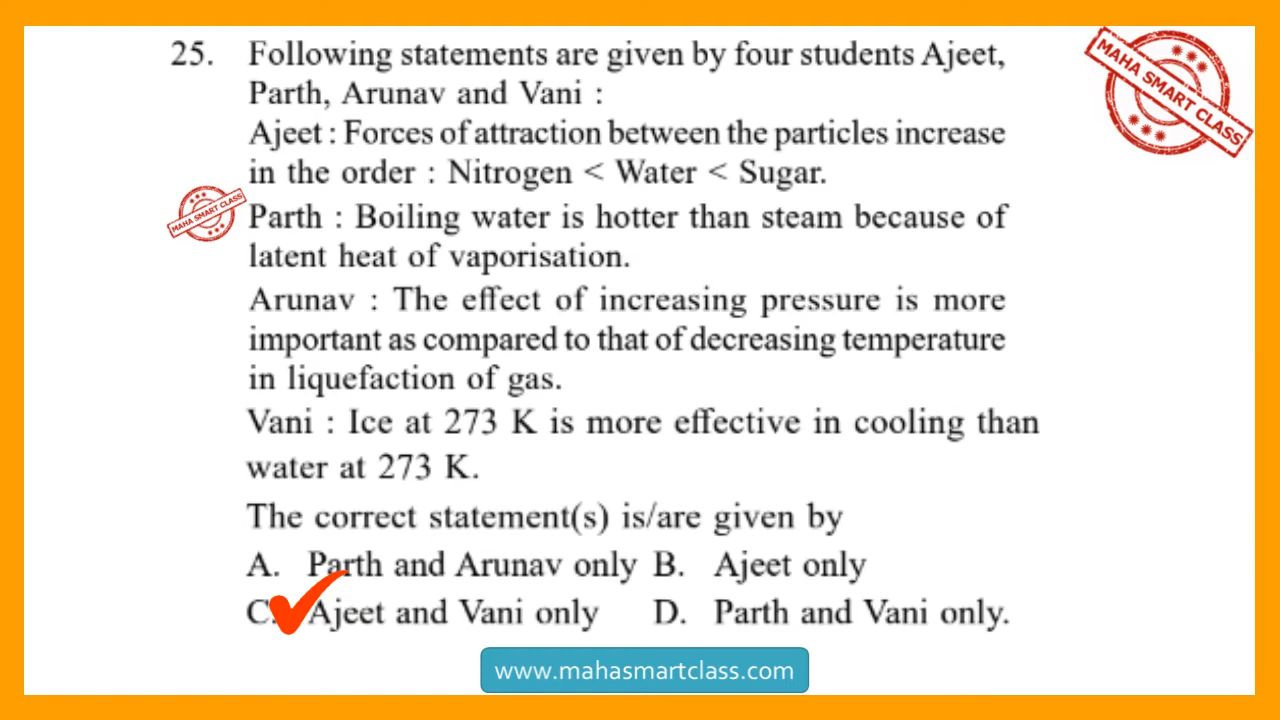 MAHA SMART CLASS
25. Following statements are given by four students Ajeet,
Parth, Arunav and Vani :
Ajeet : Forces of attraction between the particles increase
in the order : Nitrogen < Water < Sugar.
MAHA SMART CLASS
Parth : Boiling water is hotter than steam because of
latent heat of vaporisation.
Arunav : The effect of increasing pressure is more
important as compared to that of decreasing temperature
in liquefaction of gas.
Vani : Ice at 273 K is more effective in cooling than
water at 273 K.
The correct statement(s) is/are given by
A. Parth and Arunav only B. Ajeet only
C. Ajeet and Vani only D. Parth and Vani only.
www.mahasmartclass.com